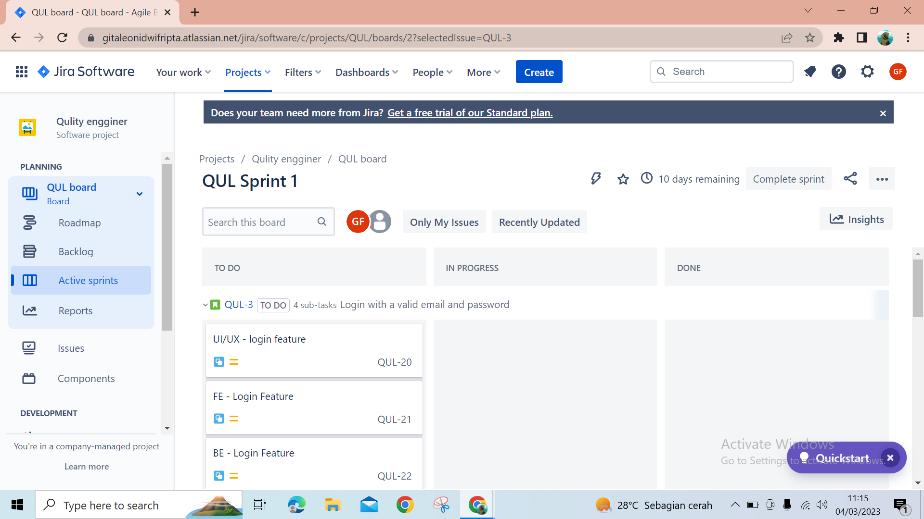 QUL board - QUL board - Agile B
gitaleonidwifripta.atlassian.net/jira/software/c/projects/QUL/boards/2?selectedIssue=QUL-3
Jira Software
Your work
Projects
Filters
Dashboards
People
More
Create
Search
GF
Does your team need more from Jira? Get a free trial of our Standard plan.
Qulity engginer
Software project
PLANNING
QUL board
Board
Roadmap
Backlog
Active sprints
Reports
Issues
Components
DEVELOPMENT
You're in a company-managed project
Learn more
Projects / Qulity engginer / QUL board
QUL Sprint 1
10 days remaining
Complete sprint
Search this board
GF
Only My Issues
Recently Updated
Insights
TO DO
IN PROGRESS
DONE
QUL-3 TO DO 4 sub-tasks Login with a valid email and password
UI/UX - login feature
QUL-20
FE - Login Feature
QUL-21
BE - Login Feature
QUL-22
Activate Windows
Go to Settings to
Quickstart
Type here to search
28°C Sebagian cerah
11:15
04/03/2023
1